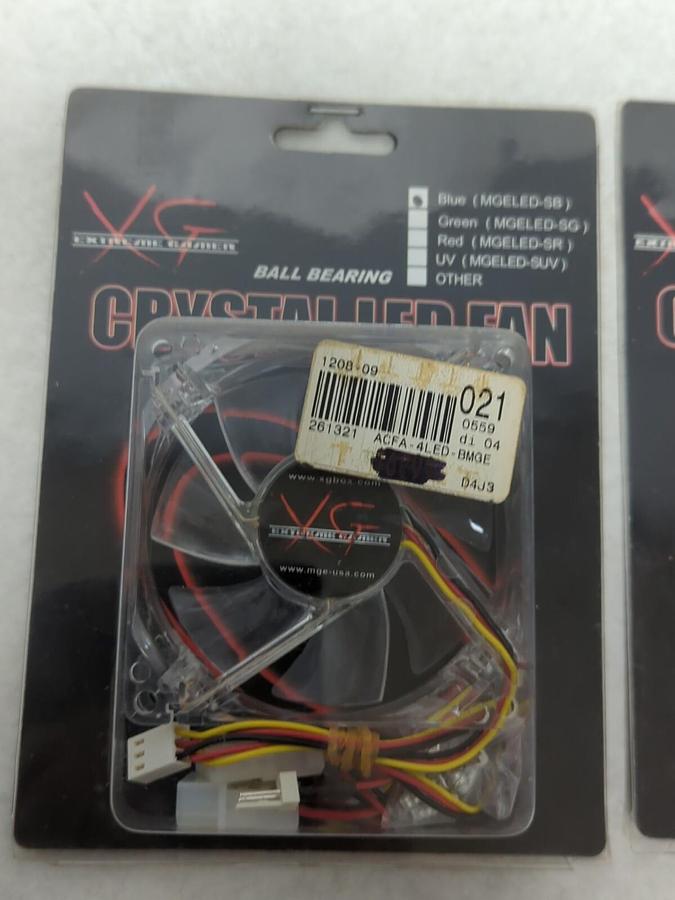 XG
EXTREME GAMER
Blue (MGELED-SB)
Green (MGELED-SG)
Red (MGELED-SR)
UV (MGELED-SUV)
OTHER
BALL BEARING
CRYSTAL LED FAN
1208-09
021
0559
di 04
261321 ACFA-4LED-BMGE
D4J3
www.xgbox.com
XG
EXTREME GAMER
www.mge-usa.com